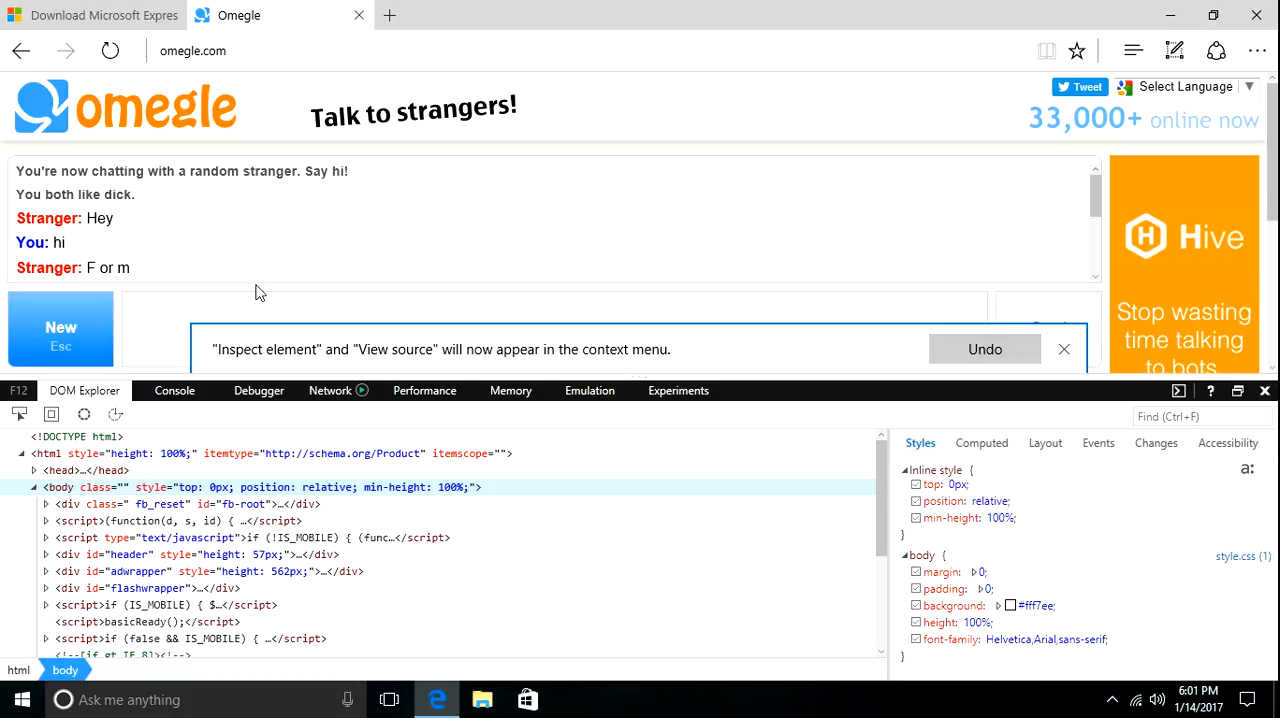 Download Microsoft Expres
Omegle
omegle.com
omegle
Talk to strangers!
Tweet
Select Language
33,000+ online now
You're now chatting with a random stranger. Say hi!
You both like dick.
Stranger: Hey
You: hi
Stranger: F or m
New
Esc
Hive
Stop wasting
time talking
to bots
"Inspect element" and "View source" will now appear in the context menu.
Undo
F12 DOM Explorer Console Debugger Network Performance Memory Emulation Experiments
?
Find (Ctrl+F)
<!DOCTYPE html>
<html style="height: 100%;" itemtype="http://schema.org/Product" itemscope="">
<head>…</head>
<body class="" style="top: 0px; position: relative; min-height: 100%;">
<div class=" fb_reset" id="fb-root">…</div>
<script>(function(d, s, id) { …</script>
<script type="text/javascript">if (!IS_MOBILE) { (func…</script>
<div id="header" style="height: 57px;">…</div>
<div id="adwrapper" style="height: 562px;">…</div>
<div id="flashwrapper">…</div>
<script>if (IS_MOBILE) { $…</script>
<script>basicReady();</script>
<script>if (false && IS_MOBILE) { …</script>
<!--[if gt IE 8]><!-->
html body
Styles Computed Layout Events Changes Accessibility
Inline style {
a:
top: 0px;
position: relative;
min-height: 100%;
}
body {
style.css (1)
margin: 0;
padding: 0;
background: #fff7ee;
height: 100%;
font-family: Helvetica,Arial,sans-serif;
}
Ask me anything
6:01 PM
1/14/2017